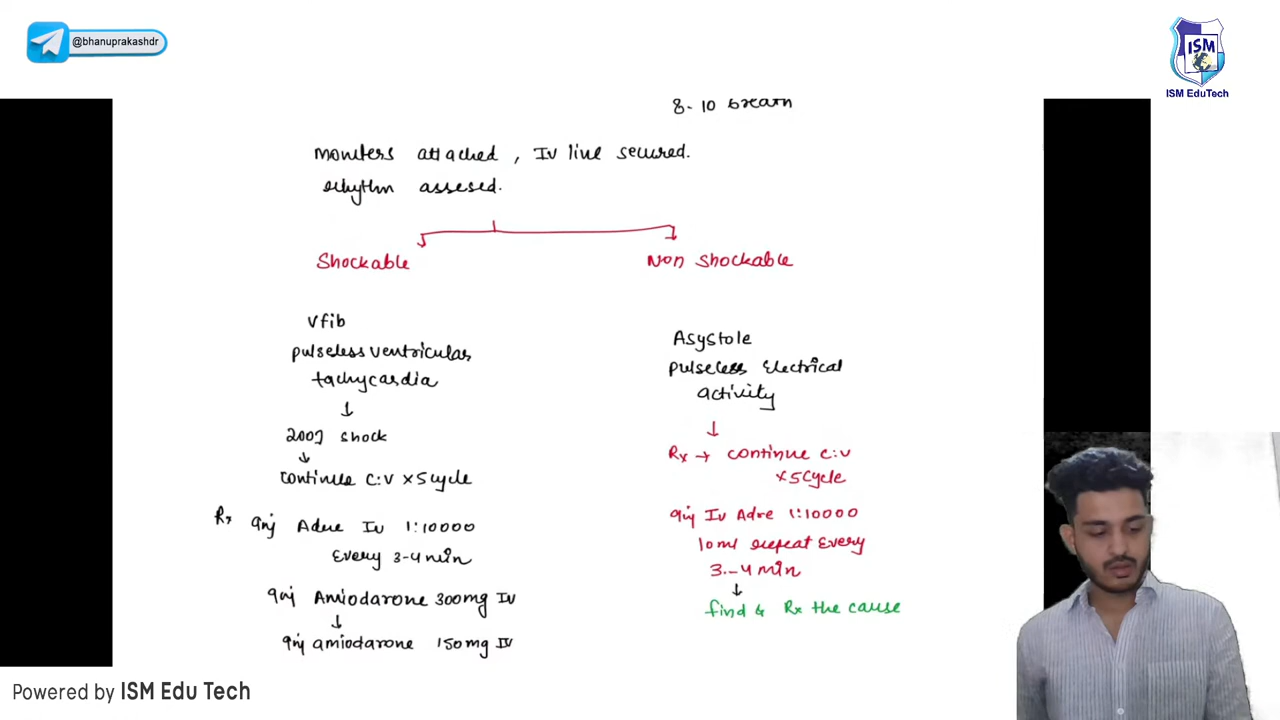 @bhanuprakashdr
ISM
ISM EduTech
8-10 breath
moniters attached, IV line secured.
rhythm assesed.
Shockable
Non Shockable
Vfib
pulseless ventricular
tachycardia
↓
200J shock
↓
continue C:V x 5 cycle
Rx Inj Adre IV 1:10000
Every 3-4 min
Inj Amiodarone 300mg IV
↓
Inj amiodarone 150mg IV
Asystole
pulseless Electrical
activity
↓
Rx → continue C:V
x 5 cycle
Inj IV Adre 1:10000
10ml repeat Every
3-4 min
↓
find & Rx the cause
Powered by ISM Edu Tech